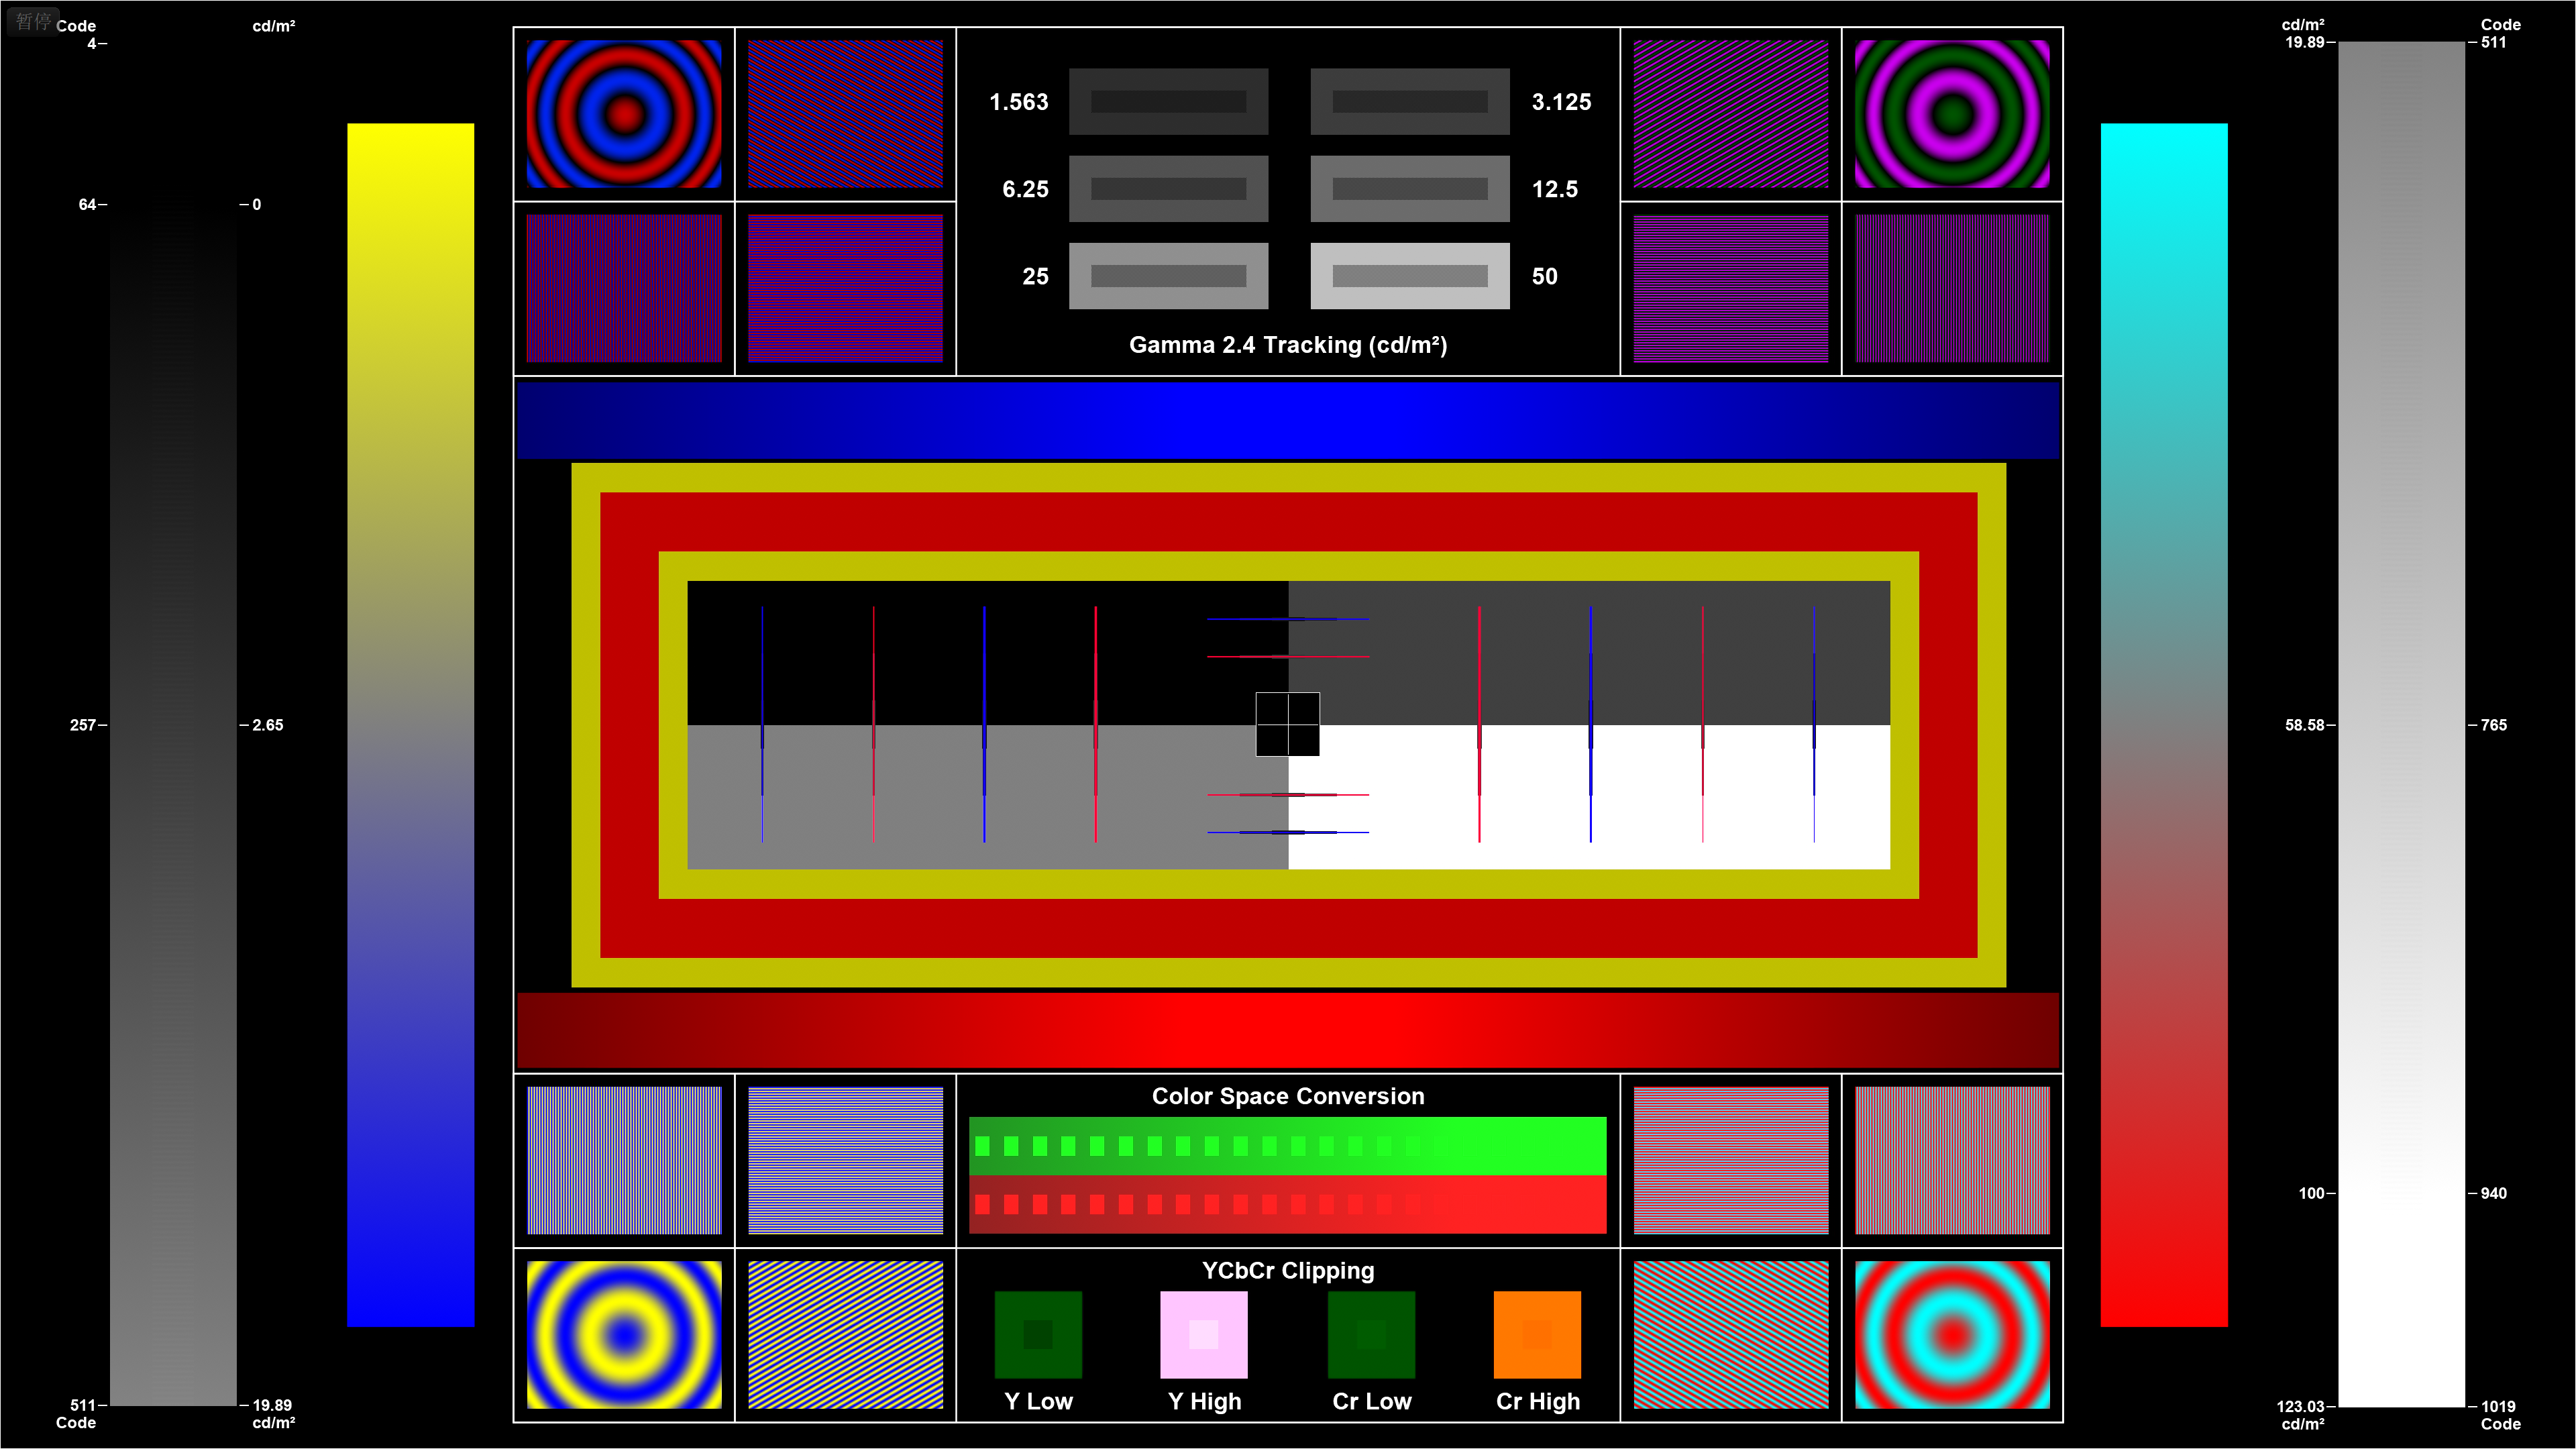 暂停
Code
cd/m²
4
64
0
257
2.65
511
19.89
Code
cd/m²
1.563
3.125
6.25
12.5
25
50
Gamma 2.4 Tracking (cd/m²)
Color Space Conversion
YCbCr Clipping
Y Low
Y High
Cr Low
Cr High
cd/m²
Code
19.89
511
58.58
765
100
940
123.03
1019
cd/m²
Code